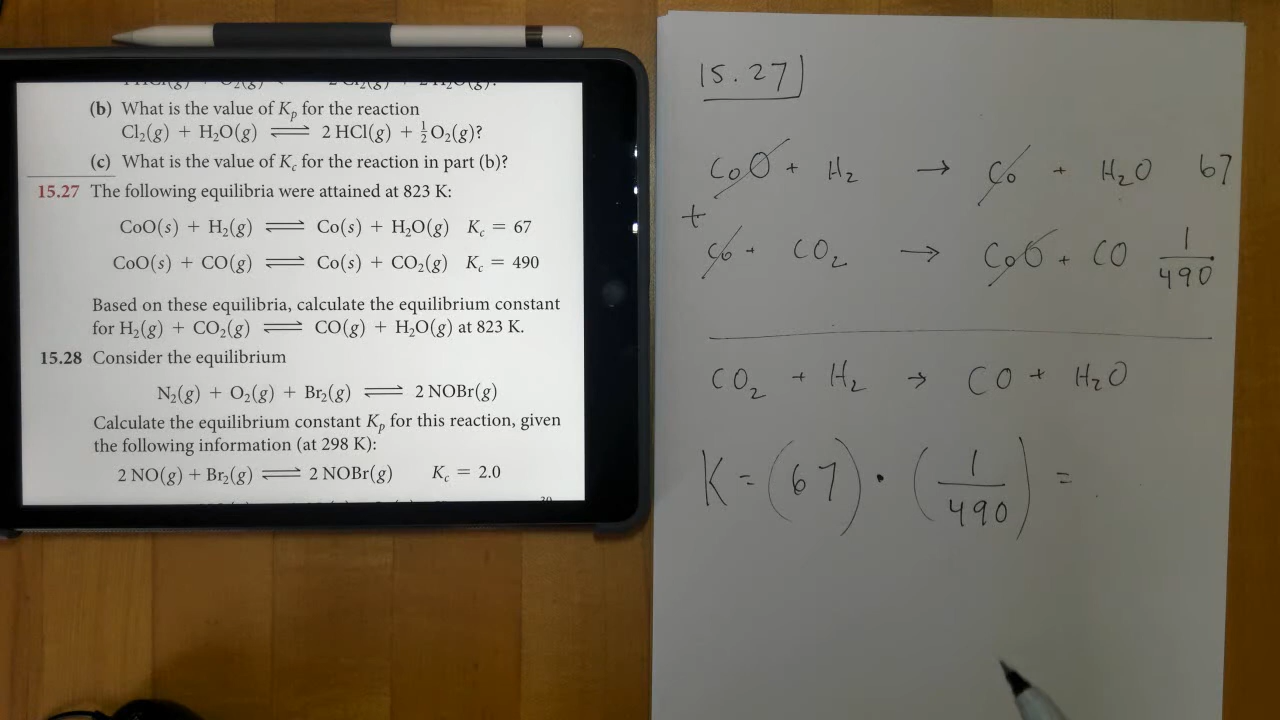 (b) What is the value of Kp for the reaction
Cl₂(g) + H₂O(g) ⇌ 2 HCl(g) + ½ O₂(g)?
(c) What is the value of Kc for the reaction in part (b)?
15.27 The following equilibria were attained at 823 K:
CoO(s) + H₂(g) ⇌ Co(s) + H₂O(g) Kc = 67
CoO(s) + CO(g) ⇌ Co(s) + CO₂(g) Kc = 490
Based on these equilibria, calculate the equilibrium constant
for H₂(g) + CO₂(g) ⇌ CO(g) + H₂O(g) at 823 K.
15.28 Consider the equilibrium
N₂(g) + O₂(g) + Br₂(g) ⇌ 2 NOBr(g)
Calculate the equilibrium constant Kp for this reaction, given
the following information (at 298 K):
2 NO(g) + Br₂(g) ⇌ 2 NOBr(g) Kc = 2.0
15.27
CoO + H₂ → Co + H₂O 67
+
Co + CO₂ → CoO + CO 1/490
CO₂ + H₂ → CO + H₂O
K = (67) · (1/490) =